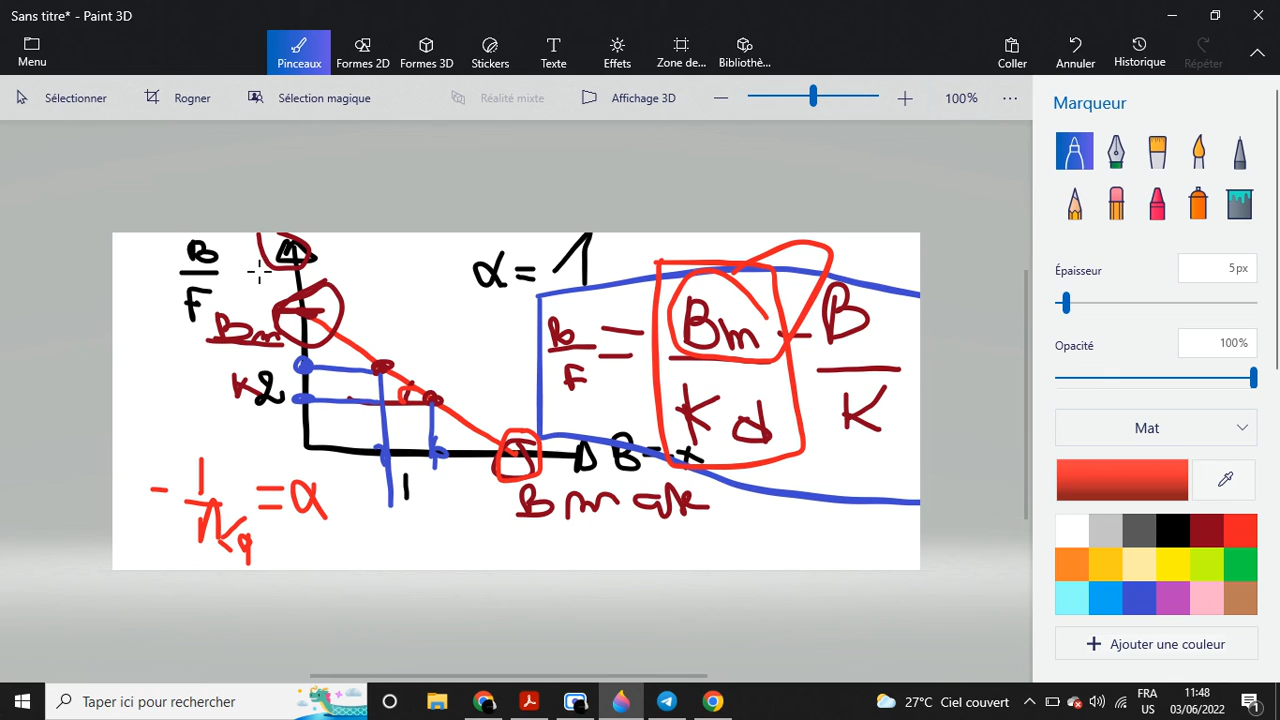 Sans titre* - Paint 3D
Menu
Pinceaux
Formes 2D
Formes 3D
Stickers
Texte
Effets
Zone de...
Bibliothè...
Coller
Annuler
Historique
Répéter
Sélectionner
Rogner
Sélection magique
Réalité mixte
Affichage 3D
100%
Marqueur
Épaisseur
5px
Opacité
100%
Mat
Ajouter une couleur
B
F
α = 1
B/F = Bm/Kd - B/K
Bm
K
2
1
B = x
B max
- 1/Kd = α
Taper ici pour rechercher
27°C Ciel couvert
FRA
US
11:48
03/06/2022
1